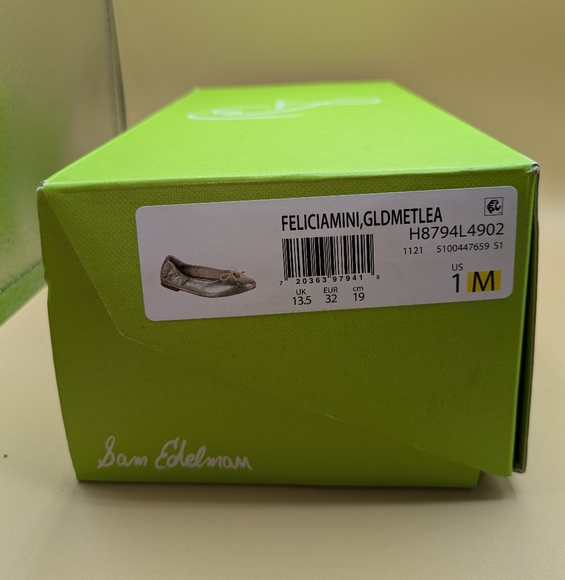 FELICIAMINI,GLDMETLEA
H8794L4902
1121 5100447659 S1
7 20363 97941 5
UK EUR cm
13.5 32 19
US
1 M
Sam Edelman